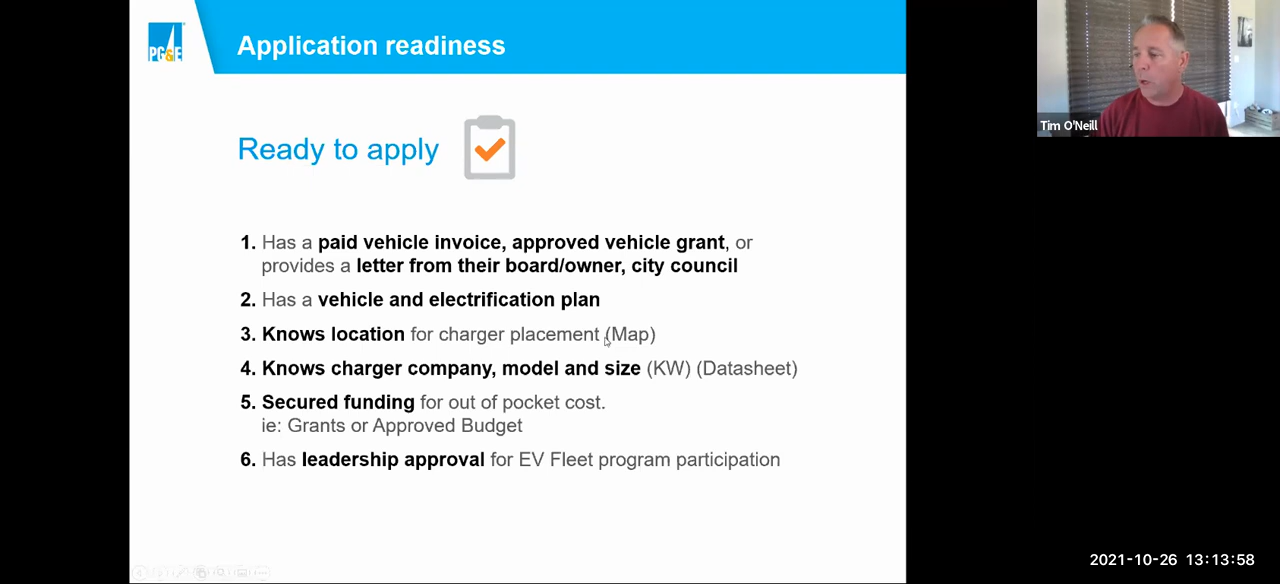 PG&E
Application readiness
Tim O'Neill
Ready to apply
1. Has a paid vehicle invoice, approved vehicle grant, or
provides a letter from their board/owner, city council
2. Has a vehicle and electrification plan
3. Knows location for charger placement (Map)
4. Knows charger company, model and size (KW) (Datasheet)
5. Secured funding for out of pocket cost.
ie: Grants or Approved Budget
6. Has leadership approval for EV Fleet program participation
2021-10-26 13:13:58